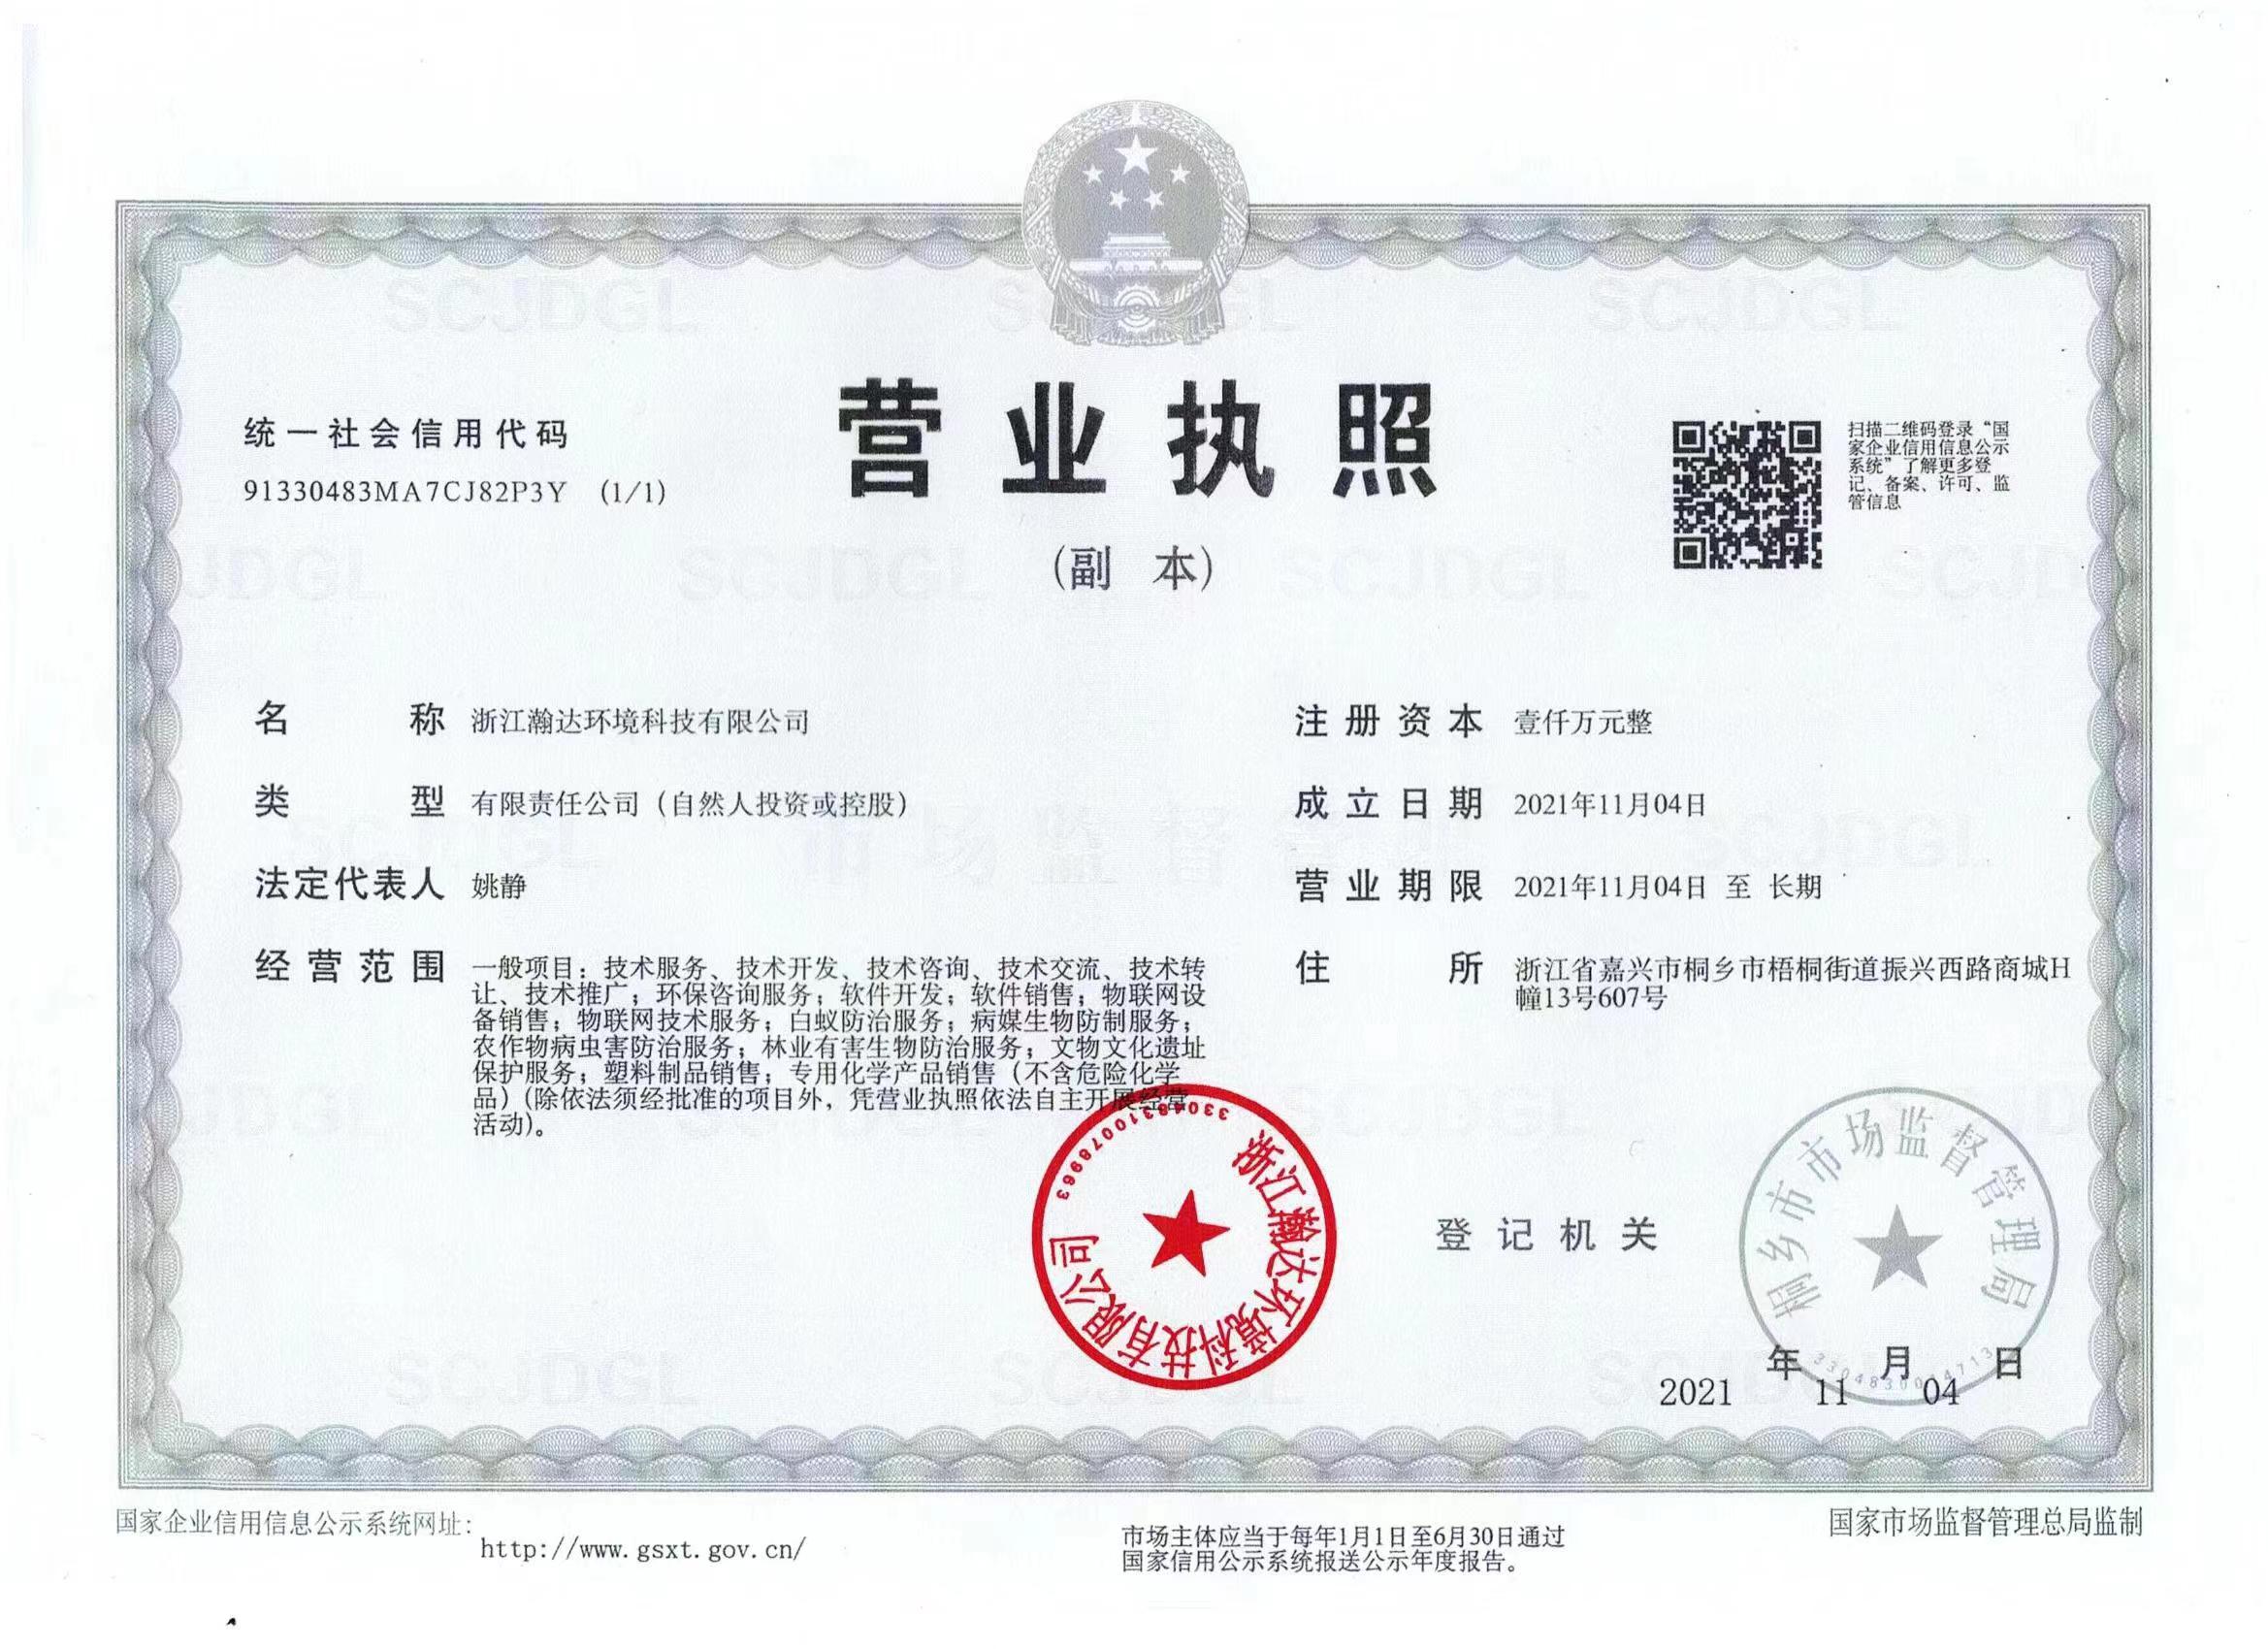 营业执照
(副 本)
统一社会信用代码
91330483MA7CJ82P3Y (1/1)
扫描二维码登录“国
家企业信用信息公示
系统”了解更多登
记、备案、许可、监
管信息
名 称 浙江瀚达环境科技有限公司
类 型 有限责任公司（自然人投资或控股）
法定代表人 姚静
经营范围 一般项目：技术服务、技术开发、技术咨询、技术交流、技术转
让、技术推广；环保咨询服务；软件开发；软件销售；物联网设
备销售；物联网技术服务；白蚁防治服务；病媒生物防制服务；
农作物病虫害防治服务；林业有害生物防治服务；文物文化遗址
保护服务；塑料制品销售；专用化学产品销售（不含危险化学
品）(除依法须经批准的项目外，凭营业执照依法自主开展经营
活动)。
注册资本 壹仟万元整
成立日期 2021年11月04日
营业期限 2021年11月04日 至 长期
住 所 浙江省嘉兴市桐乡市梧桐街道振兴西路商城H
幢13号607号
浙江瀚达环境科技有限公司
登记机关
桐乡市市场监督管理局
年 月 日
2021 11 04
国家企业信用信息公示系统网址：
http://www.gsxt.gov.cn/
市场主体应当于每年1月1日至6月30日通过
国家信用公示系统报送公示年度报告。
国家市场监督管理总局监制
SCJDGL